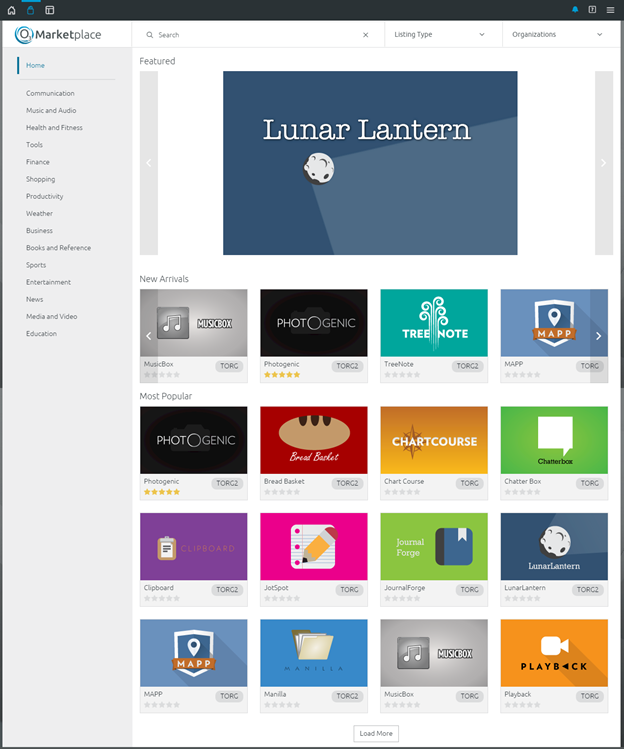 Marketplace
Search
Listing Type
Organizations
Home
Communication
Music and Audio
Health and Fitness
Tools
Finance
Shopping
Productivity
Weather
Business
Books and Reference
Sports
Entertainment
News
Media and Video
Education
Featured
Lunar Lantern
New Arrivals
MUSICBOX
MusicBox
TORG
PHOTOGENIC
Photogenic
TORG2
TREE NOTE
TreeNote
TORG2
MAPP
MAPP
TORG
Most Popular
PHOTOGENIC
Photogenic
TORG2
Bread Basket
Bread Basket
TORG2
CHARTCOURSE
Chart Course
TORG
Chatterbox
Chatter Box
TORG
CLIPBOARD
Clipboard
TORG2
JotSpot
TORG
Journal
Forge
JournalForge
TORG
LunarLantern
LunarLantern
TORG2
MAPP
MAPP
TORG
MANILLA
Manilla
TORG2
MUSICBOX
MusicBox
TORG
PLAYBACK
Playback
TORG
Load More